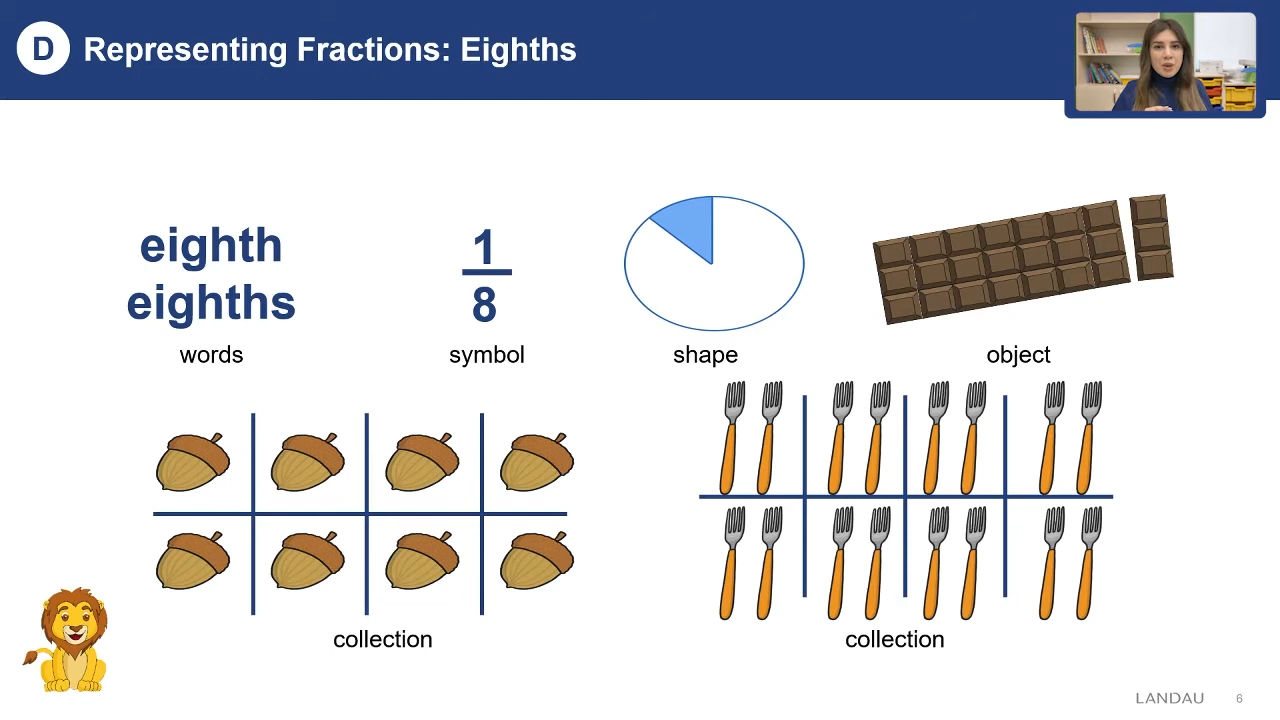 D
Representing Fractions: Eighths
eighth
eighths
words
1
8
symbol
shape
object
collection
collection
LANDAU
6